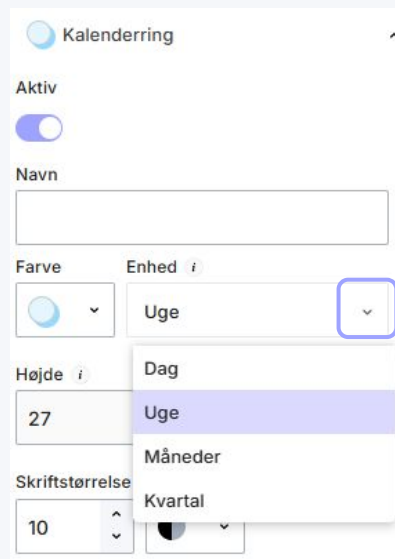 Kalenderring
Aktiv
Navn
Farve Enhed i
Uge
Højde i
27
Dag
Uge
Måneder
Kvartal
Skriftstørrelse
10